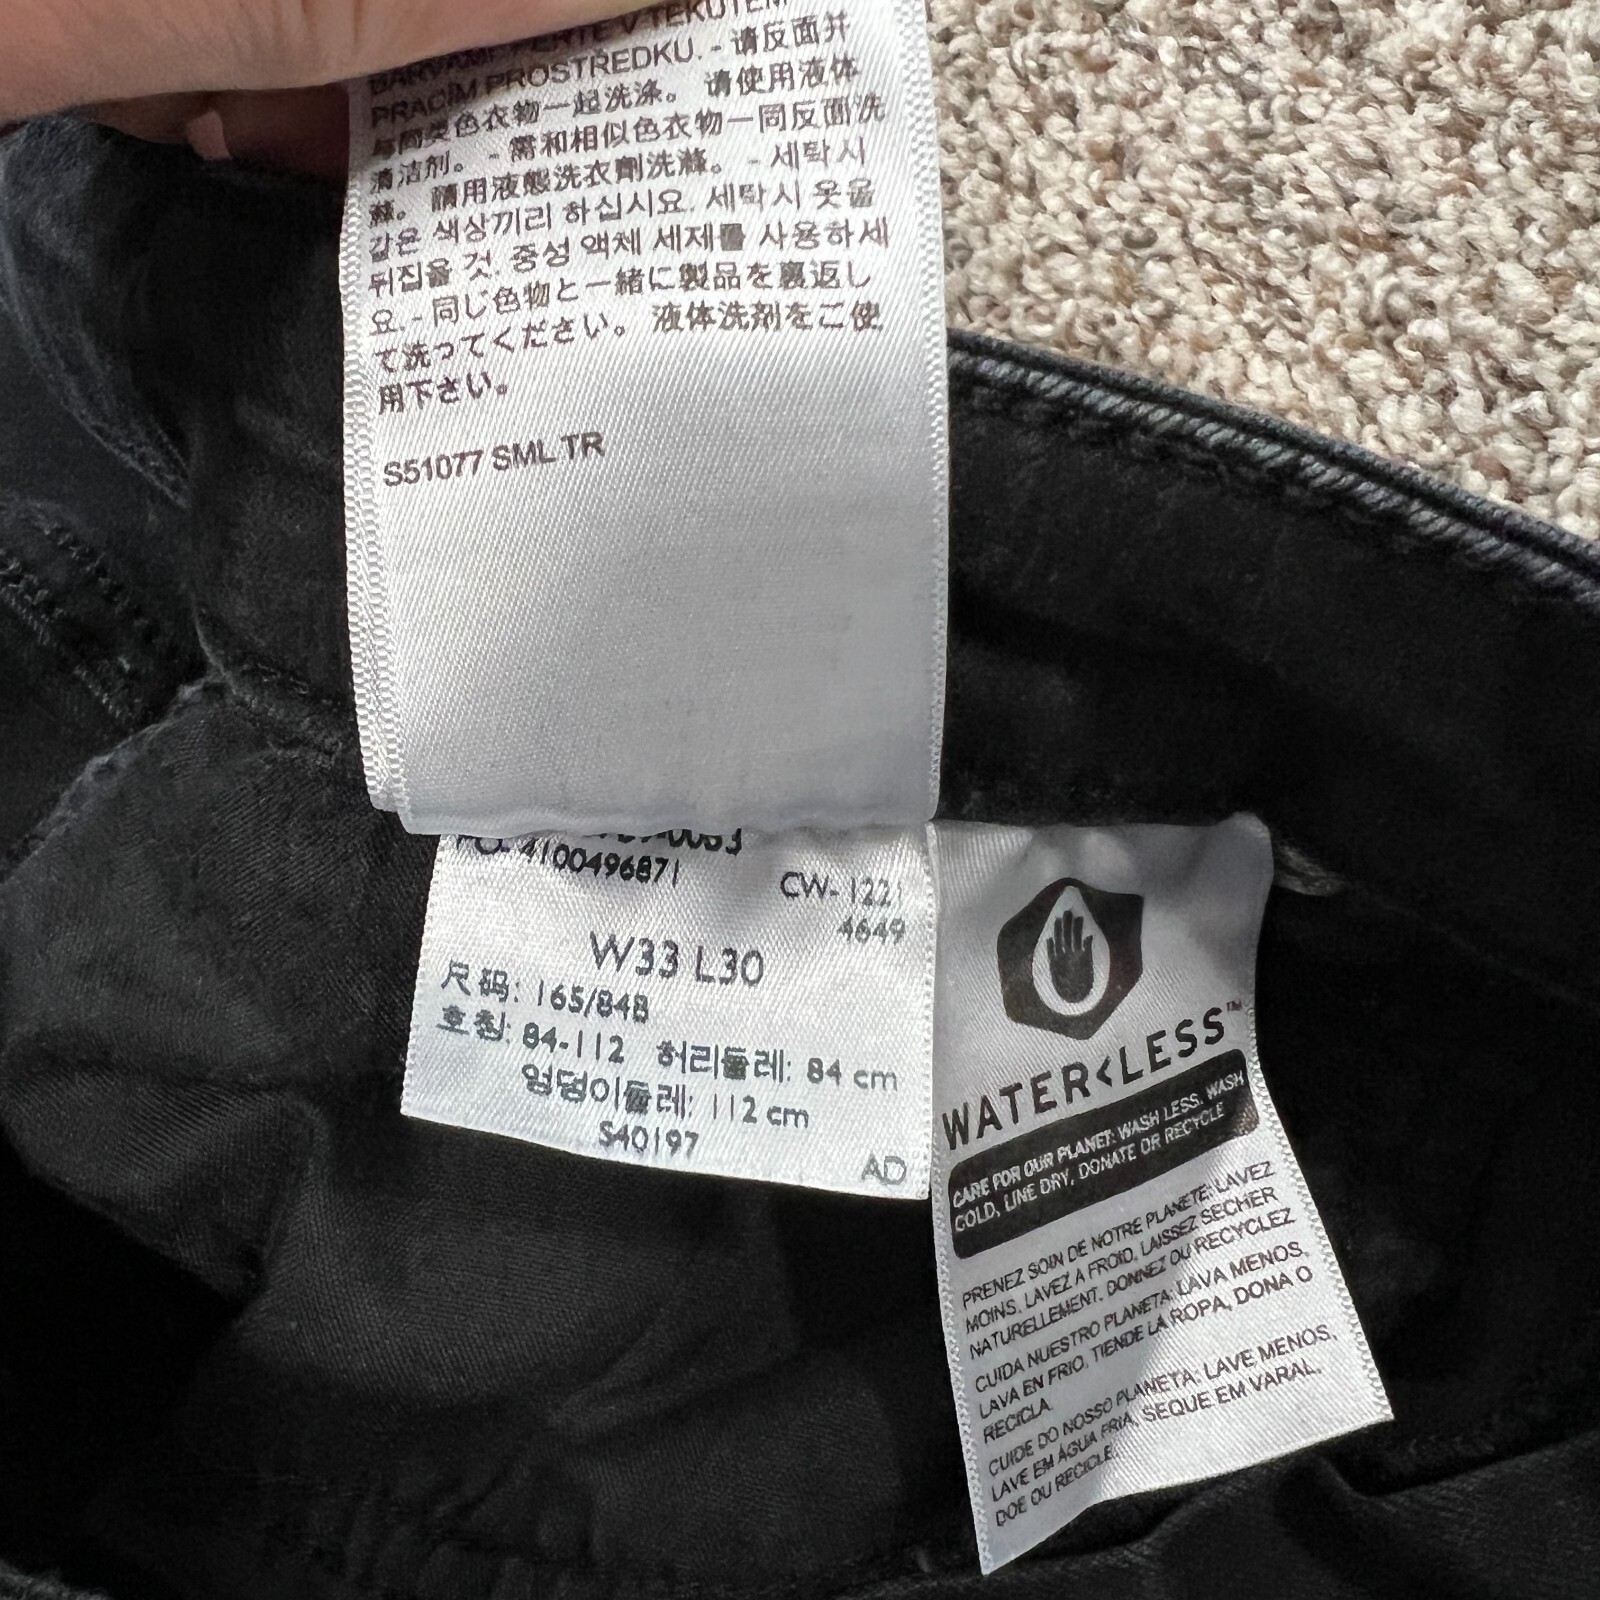 BARVAMI. PERTE V TEKUTÉM
PRACÍM PROSTŘEDKU. - 请反面并
与同类色衣物一起洗涤。 请使用液体
清洁剂。 - 需和相似色衣物一同反面洗
滌。 請用液態洗衣劑洗滌。 - 세탁시
같은 색상끼리 하십시요. 세탁시 옷을
뒤집을 것. 중성 액체 세제를 사용하세
요. - 同じ色物と一緒に製品を裏返し
て洗ってください。 液体洗剤をご使
用下さい。
S51077 SML TR
-0053
PO- 4100496871
CW- 1221
4649
W33 L30
尺码: 165/84B
호칭: 84-112 허리둘레: 84 cm
엉덩이둘레: 112 cm
S40197
AD
WATER<LESS™
CARE FOR OUR PLANET: WASH LESS, WASH
COLD, LINE DRY, DONATE OR RECYCLE
PRENEZ SOIN DE NOTRE PLANETE: LAVEZ
MOINS, LAVEZ A FROID, LAISSEZ SECHER
NATURELLEMENT, DONNEZ OU RECYCLEZ
CUIDA NUESTRO PLANETA: LAVA MENOS,
LAVA EN FRIO, TIENDE LA ROPA, DONA O
RECICLA.
CUIDE DO NOSSO PLANETA: LAVE MENOS,
LAVE EM ÁGUA FRIA, SEQUE EM VARAL,
DOE OU RECICLE.